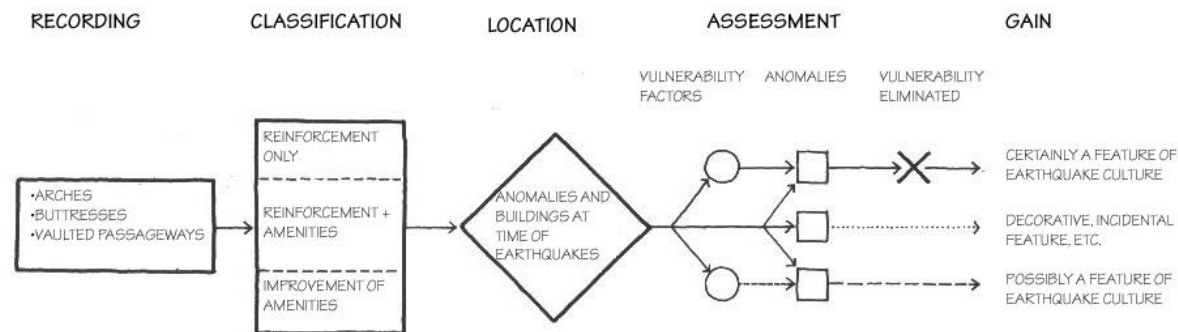 RECORDING
CLASSIFICATION
LOCATION
ASSESSMENT
GAIN
VULNERABILITY
FACTORS
ANOMALIES
VULNERABILITY
ELIMINATED
•ARCHES
•BUTTRESSES
•VAULTED PASSAGEWAYS
REINFORCEMENT
ONLY
REINFORCEMENT +
AMENITIES
IMPROVEMENT OF
AMENITIES
ANOMALIES AND
BUILDINGS AT
TIME OF
EARTHQUAKES
CERTAINLY A FEATURE OF
EARTHQUAKE CULTURE
DECORATIVE, INCIDENTAL
FEATURE, ETC.
POSSIBLY A FEATURE OF
EARTHQUAKE CULTURE